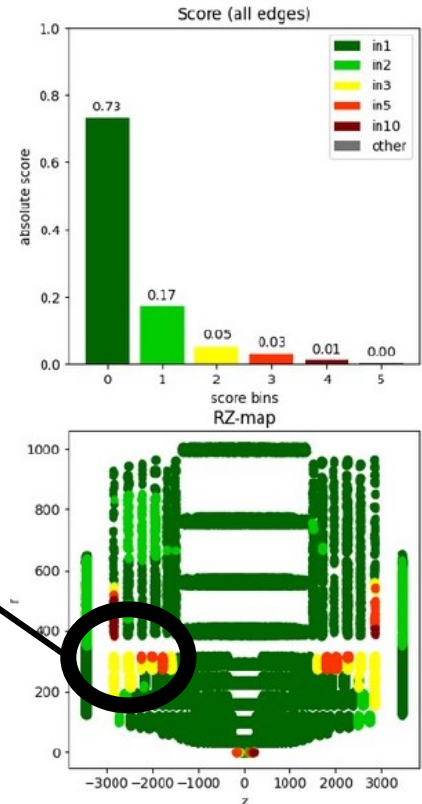 Score (all edges)
1.0
0.8
0.6
0.4
0.2
0.0
absolute score
0.73
0.17
0.05
0.03
0.01
0.00
in1
in2
in3
in5
in10
other
0 1 2 3 4 5
score bins
RZ-map
1000
800
600
400
200
0
r
−3000 −2000 −1000 0 1000 2000 3000
z